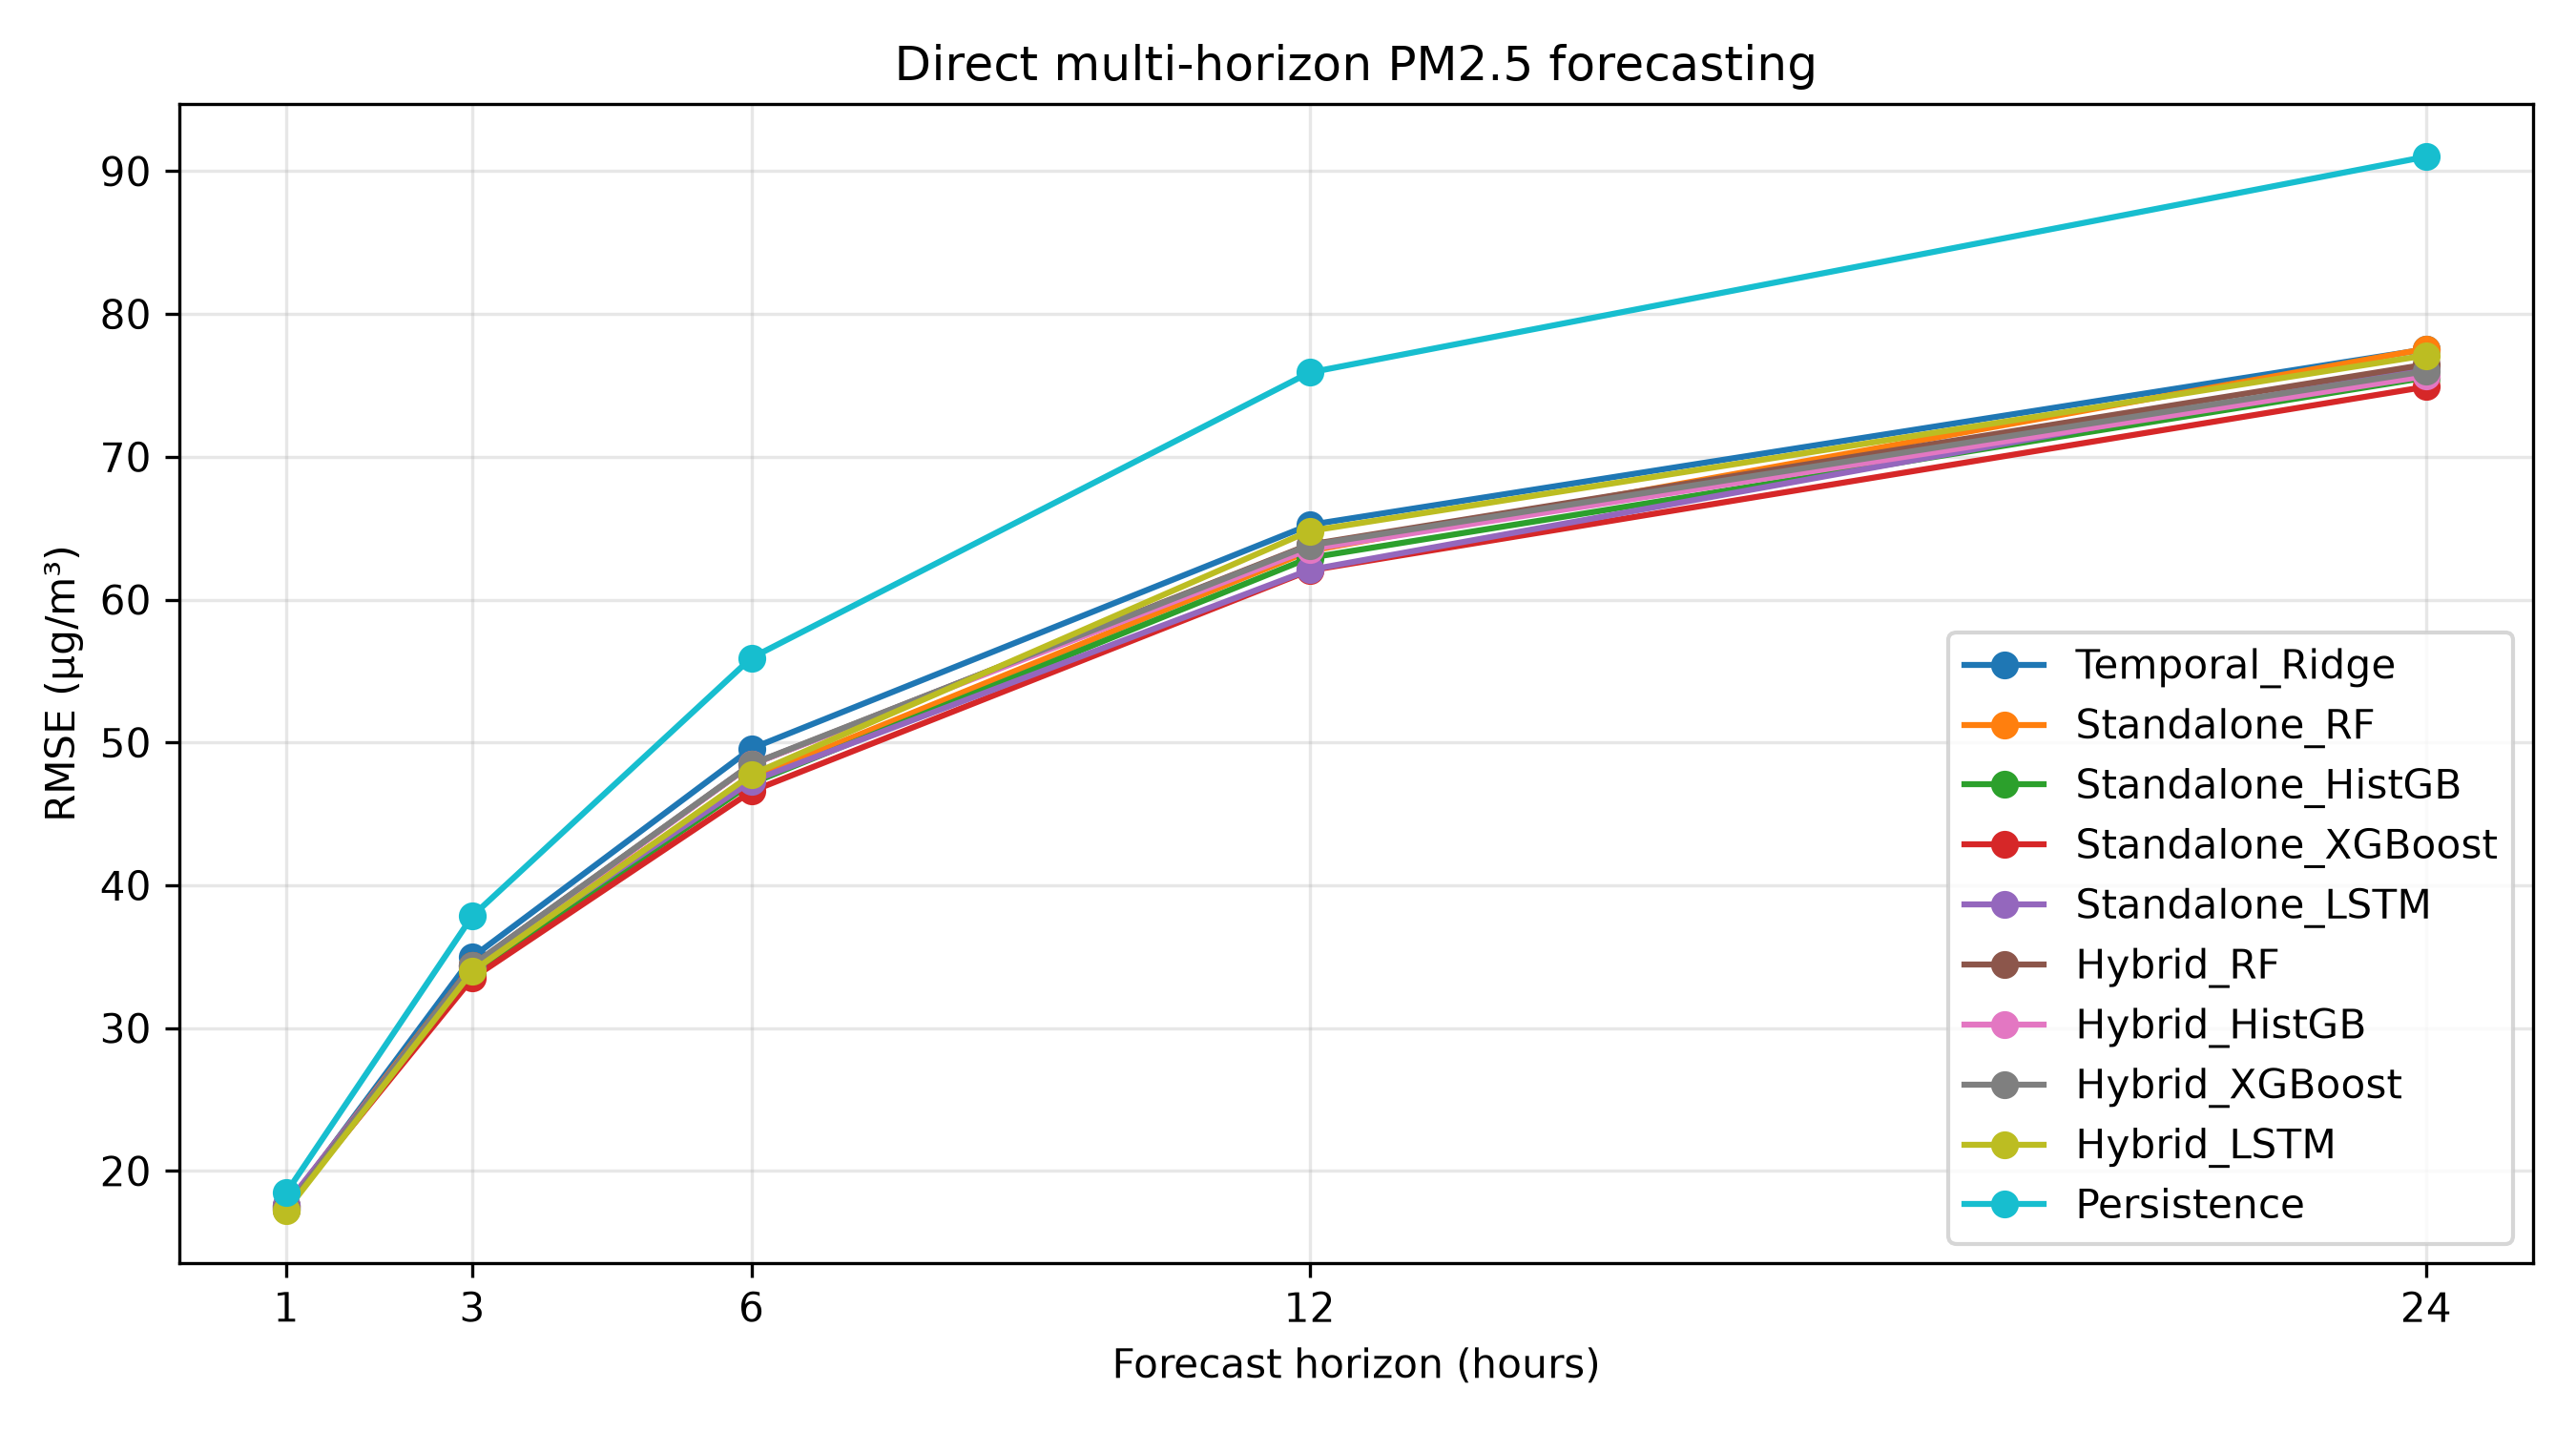 Direct multi-horizon PM2.5 forecasting
90
80
70
60
50
40
30
20
RMSE (µg/m³)
1 3 6 12 24
Forecast horizon (hours)
Temporal_Ridge
Standalone_RF
Standalone_HistGB
Standalone_XGBoost
Standalone_LSTM
Hybrid_RF
Hybrid_HistGB
Hybrid_XGBoost
Hybrid_LSTM
Persistence